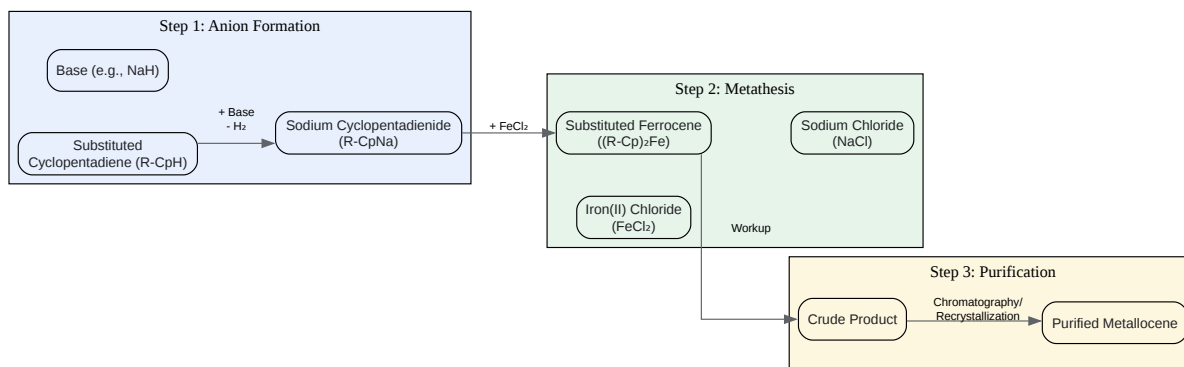 Step 1: Anion Formation
Base (e.g., NaH)
+ Base
- H₂
Substituted
Cyclopentadiene (R-CpH)
Sodium Cyclopentadienide
(R-CpNa)
+ FeCl₂
Step 2: Metathesis
Substituted Ferrocene
((R-Cp)₂Fe)
Sodium Chloride
(NaCl)
Iron(II) Chloride
(FeCl₂)
Workup
Step 3: Purification
Crude Product
Chromatography/
Recrystallization
Purified Metallocene